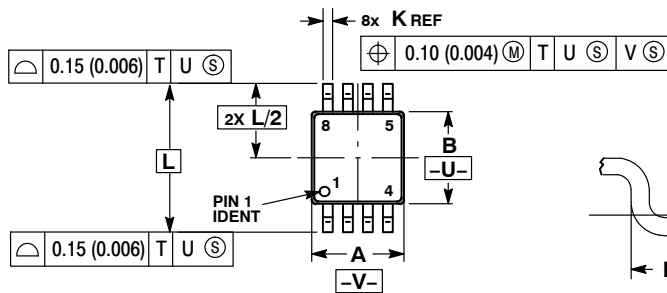 8x K REF
⌖ 0.10 (0.004) Ⓜ T U Ⓢ V Ⓢ
⌓ 0.15 (0.006) T U Ⓢ
2X L/2
L
8 5
B
–U–
1 4
PIN 1
IDENT
⌓ 0.15 (0.006) T U Ⓢ
A
–V–